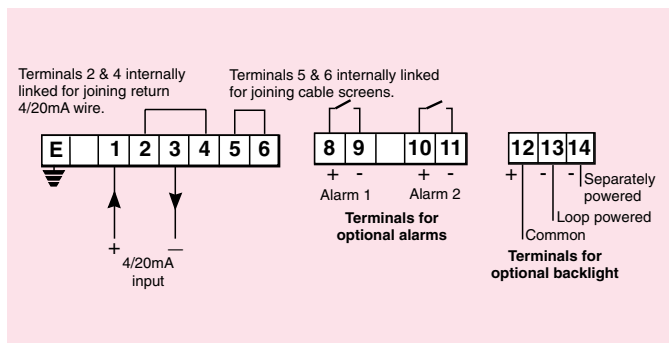 Terminals 2 & 4 internally
linked for joining return
4/20mA wire.
Terminals 5 & 6 internally linked
for joining cable screens.
E 1 2 3 4 5 6
8 9 10 11
12 13 14
+ -
+ -
Alarm 1
Alarm 2
Terminals for
optional alarms
+ - -
Separately
powered
Loop powered
Common
Terminals for
optional backlight
+ —
4/20mA
input